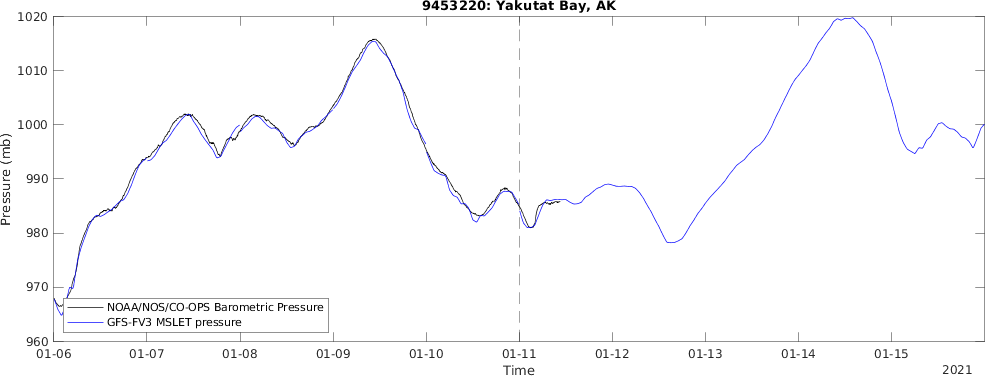 9453220: Yakutat Bay, AK
Pressure (mb)
1020
1010
1000
990
980
970
960
NOAA/NOS/CO-OPS Barometric Pressure
GFS-FV3 MSLET pressure
01-06 01-07 01-08 01-09 01-10 01-11 01-12 01-13 01-14 01-15
Time
2021